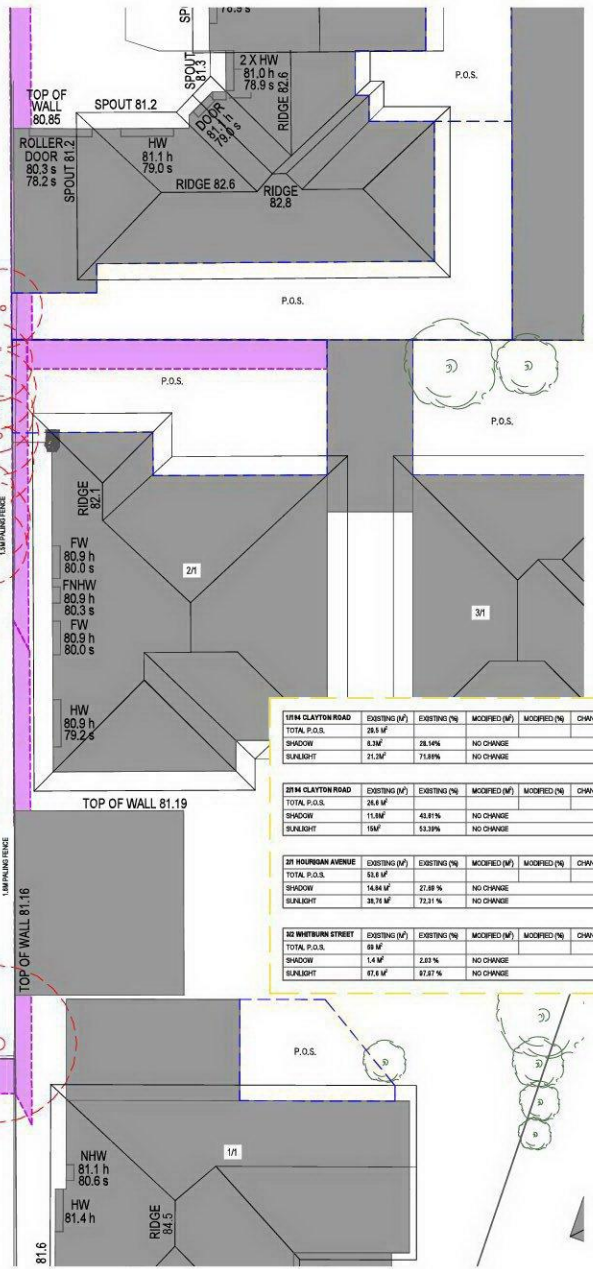 78.9 s
SPOUT
81.3
2 X HW
81.0 h
78.9 s
RIDGE 82.6
P.O.S.
TOP OF
WALL
80.85
SPOUT 81.2
DOOR
81.1 h
79.0 s
ROLLER
DOOR
80.3 s
78.2 s
SPOUT 81.2
HW
81.1 h
79.0 s
RIDGE 82.6
RIDGE
82.8
P.O.S.
P.O.S.
P.O.S.
1.8M PALING FENCE
RIDGE
82.1
FW
80.9 h
80.0 s
FNHW
80.9 h
80.3 s
FW
80.9 h
80.0 s
HW
80.9 h
79.2 s
2/1
3/1
TOP OF WALL 81.19
1/194 CLAYTON ROAD EXISTING (M²) EXISTING (%) MODIFIED (M²) MODIFIED (%) CHAN
TOTAL P.O.S. 29.5 M²
SHADOW 8.3M² 28.14% NO CHANGE
SUNLIGHT 21.2M² 71.86% NO CHANGE
2/194 CLAYTON ROAD EXISTING (M²) EXISTING (%) MODIFIED (M²) MODIFIED (%) CHAN
TOTAL P.O.S. 26.6 M²
SHADOW 11.6M² 43.61% NO CHANGE
SUNLIGHT 15M² 53.39% NO CHANGE
2/1 HOURIGAN AVENUE EXISTING (M²) EXISTING (%) MODIFIED (M²) MODIFIED (%) CHAN
TOTAL P.O.S. 53.6 M²
SHADOW 14.84 M² 27.69 % NO CHANGE
SUNLIGHT 38.76 M² 72.31 % NO CHANGE
3/2 WHITBURN STREET EXISTING (M²) EXISTING (%) MODIFIED (M²) MODIFIED (%) CHAN
TOTAL P.O.S. 69 M²
SHADOW 1.4 M² 2.03 % NO CHANGE
SUNLIGHT 67.6 M² 97.97 % NO CHANGE
1.8M PALING FENCE
TOP OF WALL 81.16
P.O.S.
1/1
NHW
81.1 h
80.6 s
HW
81.4 h
RIDGE
84.5
81.6